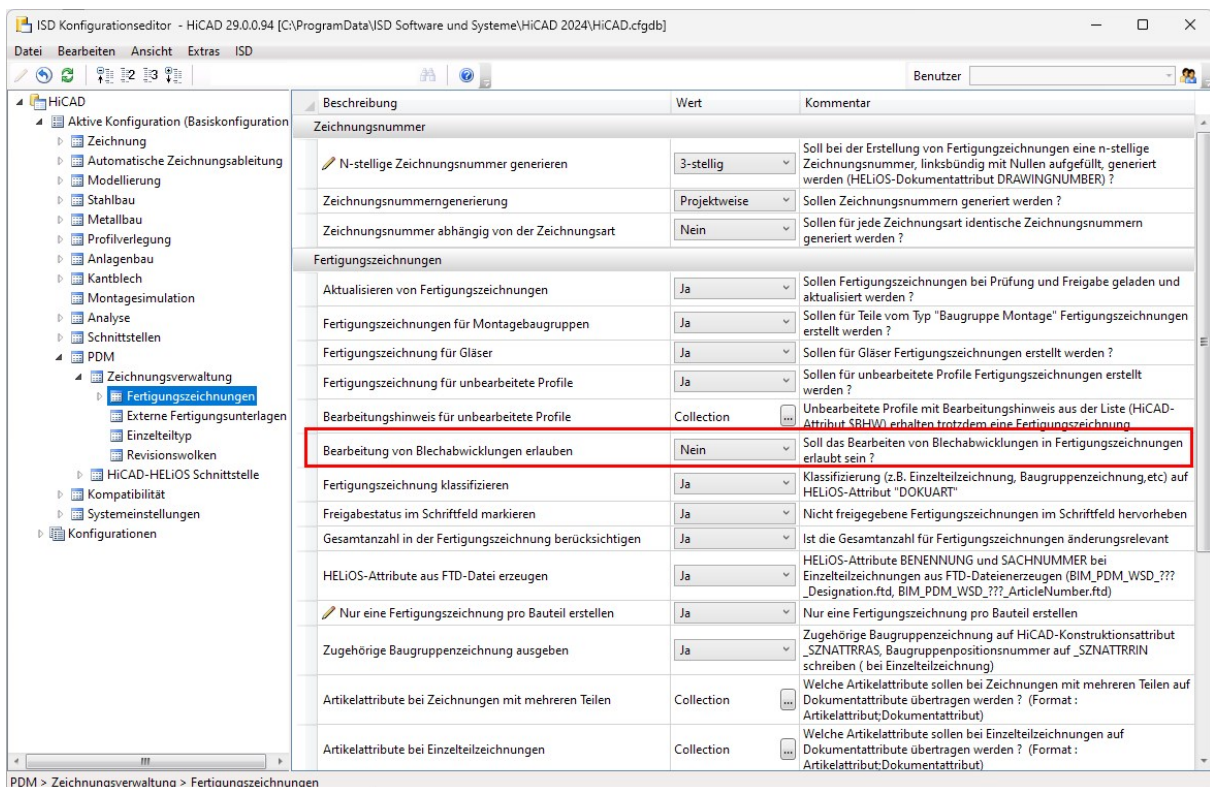 ISD Konfigurationseditor - HiCAD 29.0.0.94 [C:\ProgramData\ISD Software und Systeme\HiCAD 2024\HiCAD.cfgdb]
Datei Bearbeiten Ansicht Extras ISD
Benutzer
HiCAD
Aktive Konfiguration (Basiskonfiguration
Zeichnung
Automatische Zeichnungsableitung
Modellierung
Stahlbau
Metallbau
Profilverlegung
Anlagenbau
Kantblech
Montagesimulation
Analyse
Schnittstellen
PDM
Zeichnungsverwaltung
Fertigungszeichnungen
Externe Fertigungsunterlagen
Einzelteiltyp
Revisionswolken
HiCAD-HELiOS Schnittstelle
Kompatibilität
Systemeinstellungen
Konfigurationen
Beschreibung Wert Kommentar
Zeichnungsnummer
N-stellige Zeichnungsnummer generieren 3-stellig Soll bei der Erstellung von Fertigungzeichnungen eine n-stellige
Zeichnungsnummer, linksbündig mit Nullen aufgefüllt, generiert
werden (HELiOS-Dokumentattribut DRAWINGNUMBER) ?
Zeichnungsnummerngenerierung Projektweise Sollen Zeichnungsnummern generiert werden ?
Zeichnungsnummer abhängig von der Zeichnungsart Nein Sollen für jede Zeichnungsart identische Zeichnungsnummern
generiert werden ?
Fertigungszeichnungen
Aktualisieren von Fertigungszeichnungen Ja Sollen Fertigungszeichnungen bei Prüfung und Freigabe geladen und
aktualisiert werden ?
Fertigungszeichnungen für Montagebaugruppen Ja Sollen für Teile vom Typ "Baugruppe Montage" Fertigungszeichnungen
erstellt werden ?
Fertigungszeichnung für Gläser Ja Sollen für Gläser Fertigungszeichnungen erstellt werden ?
Fertigungszeichnung für unbearbeitete Profile Ja Sollen für unbearbeitete Profile Fertigungszeichnungen erstellt
werden ?
Bearbeitungshinweis für unbearbeitete Profile Collection ... Unbearbeitete Profile mit Bearbeitungshinweis aus der Liste (HiCAD-
Attribut $BHW) erhalten trotzdem eine Fertigungszeichnung
Bearbeitung von Blechabwicklungen erlauben Nein Soll das Bearbeiten von Blechabwicklungen in Fertigungszeichnungen
erlaubt sein ?
Fertigungszeichnung klassifizieren Ja Klassifizierung (z.B. Einzelteilzeichnung, Baugruppenzeichnung,etc) auf
HELiOS-Attribut "DOKUART"
Freigabestatus im Schriftfeld markieren Ja Nicht freigegebene Fertigungszeichnungen im Schriftfeld hervorheben
Gesamtanzahl in der Fertigungszeichnung berücksichtigen Ja Ist die Gesamtanzahl für Fertigungszeichnungen änderungsrelevant
HELiOS-Attribute aus FTD-Datei erzeugen Ja HELiOS-Attribute BENENNUNG und SACHNUMMER bei
Einzelteilzeichnungen aus FTD-Dateienerzeugen (BIM_PDM_WSD_???
_Designation.ftd, BIM_PDM_WSD_???_ArticleNumber.ftd)
Nur eine Fertigungszeichnung pro Bauteil erstellen Ja Nur eine Fertigungszeichnung pro Bauteil erstellen
Zugehörige Baugruppenzeichnung ausgeben Ja Zugehörige Baugruppenzeichnung auf HiCAD-Konstruktionsattribut
_SZNATTRRAS, Baugruppenpositionsnummer auf _SZNATTRRIN
schreiben ( bei Einzelteilzeichnung)
Artikelattribute bei Zeichnungen mit mehreren Teilen Collection ... Welche Artikelattribute sollen bei Zeichnungen mit mehreren Teilen auf
Dokumentattribute übertragen werden ? (Format :
Artikelattribut;Dokumentattribut)
Artikelattribute bei Einzelteilzeichnungen Collection ... Welche Artikelattribute sollen bei Einzelteilzeichnungen auf
Dokumentattribute übertragen werden ? (Format :
Artikelattribut;Dokumentattribut)
PDM > Zeichnungsverwaltung > Fertigungszeichnungen